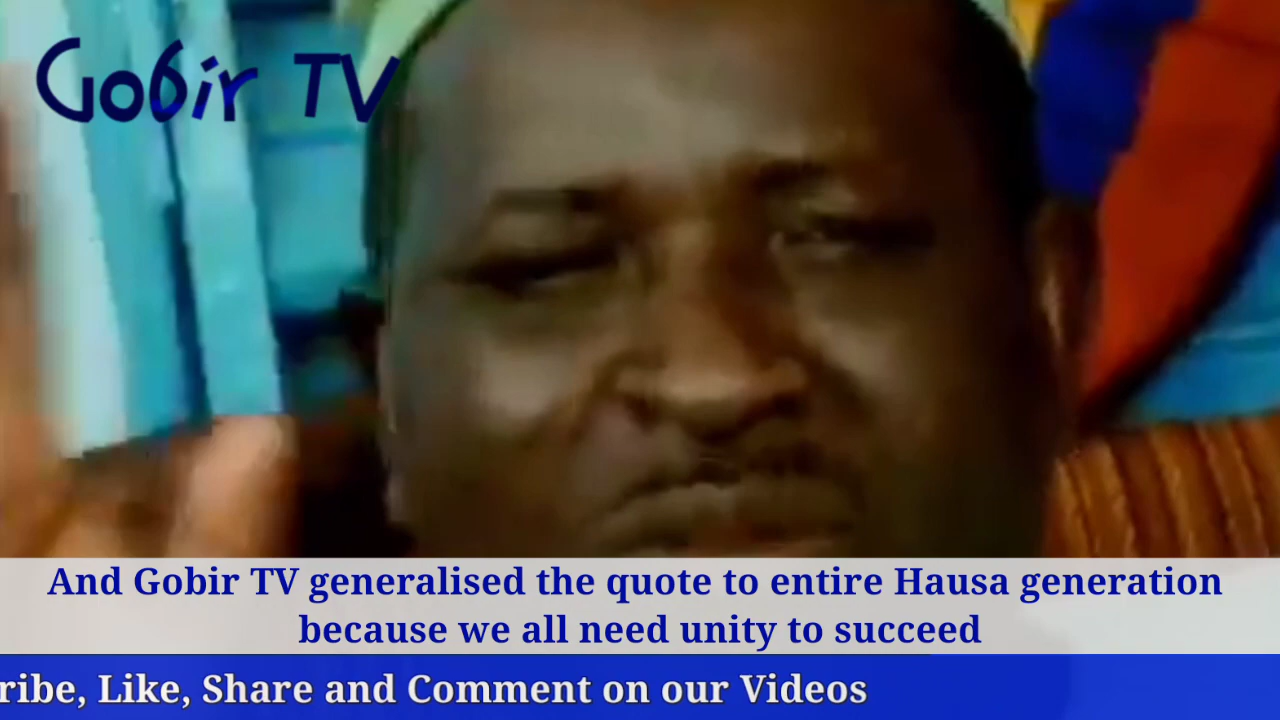 Gobir TV
And Gobir TV generalised the quote to entire Hausa generation
because we all need unity to succeed
ribe, Like, Share and Comment on our Videos